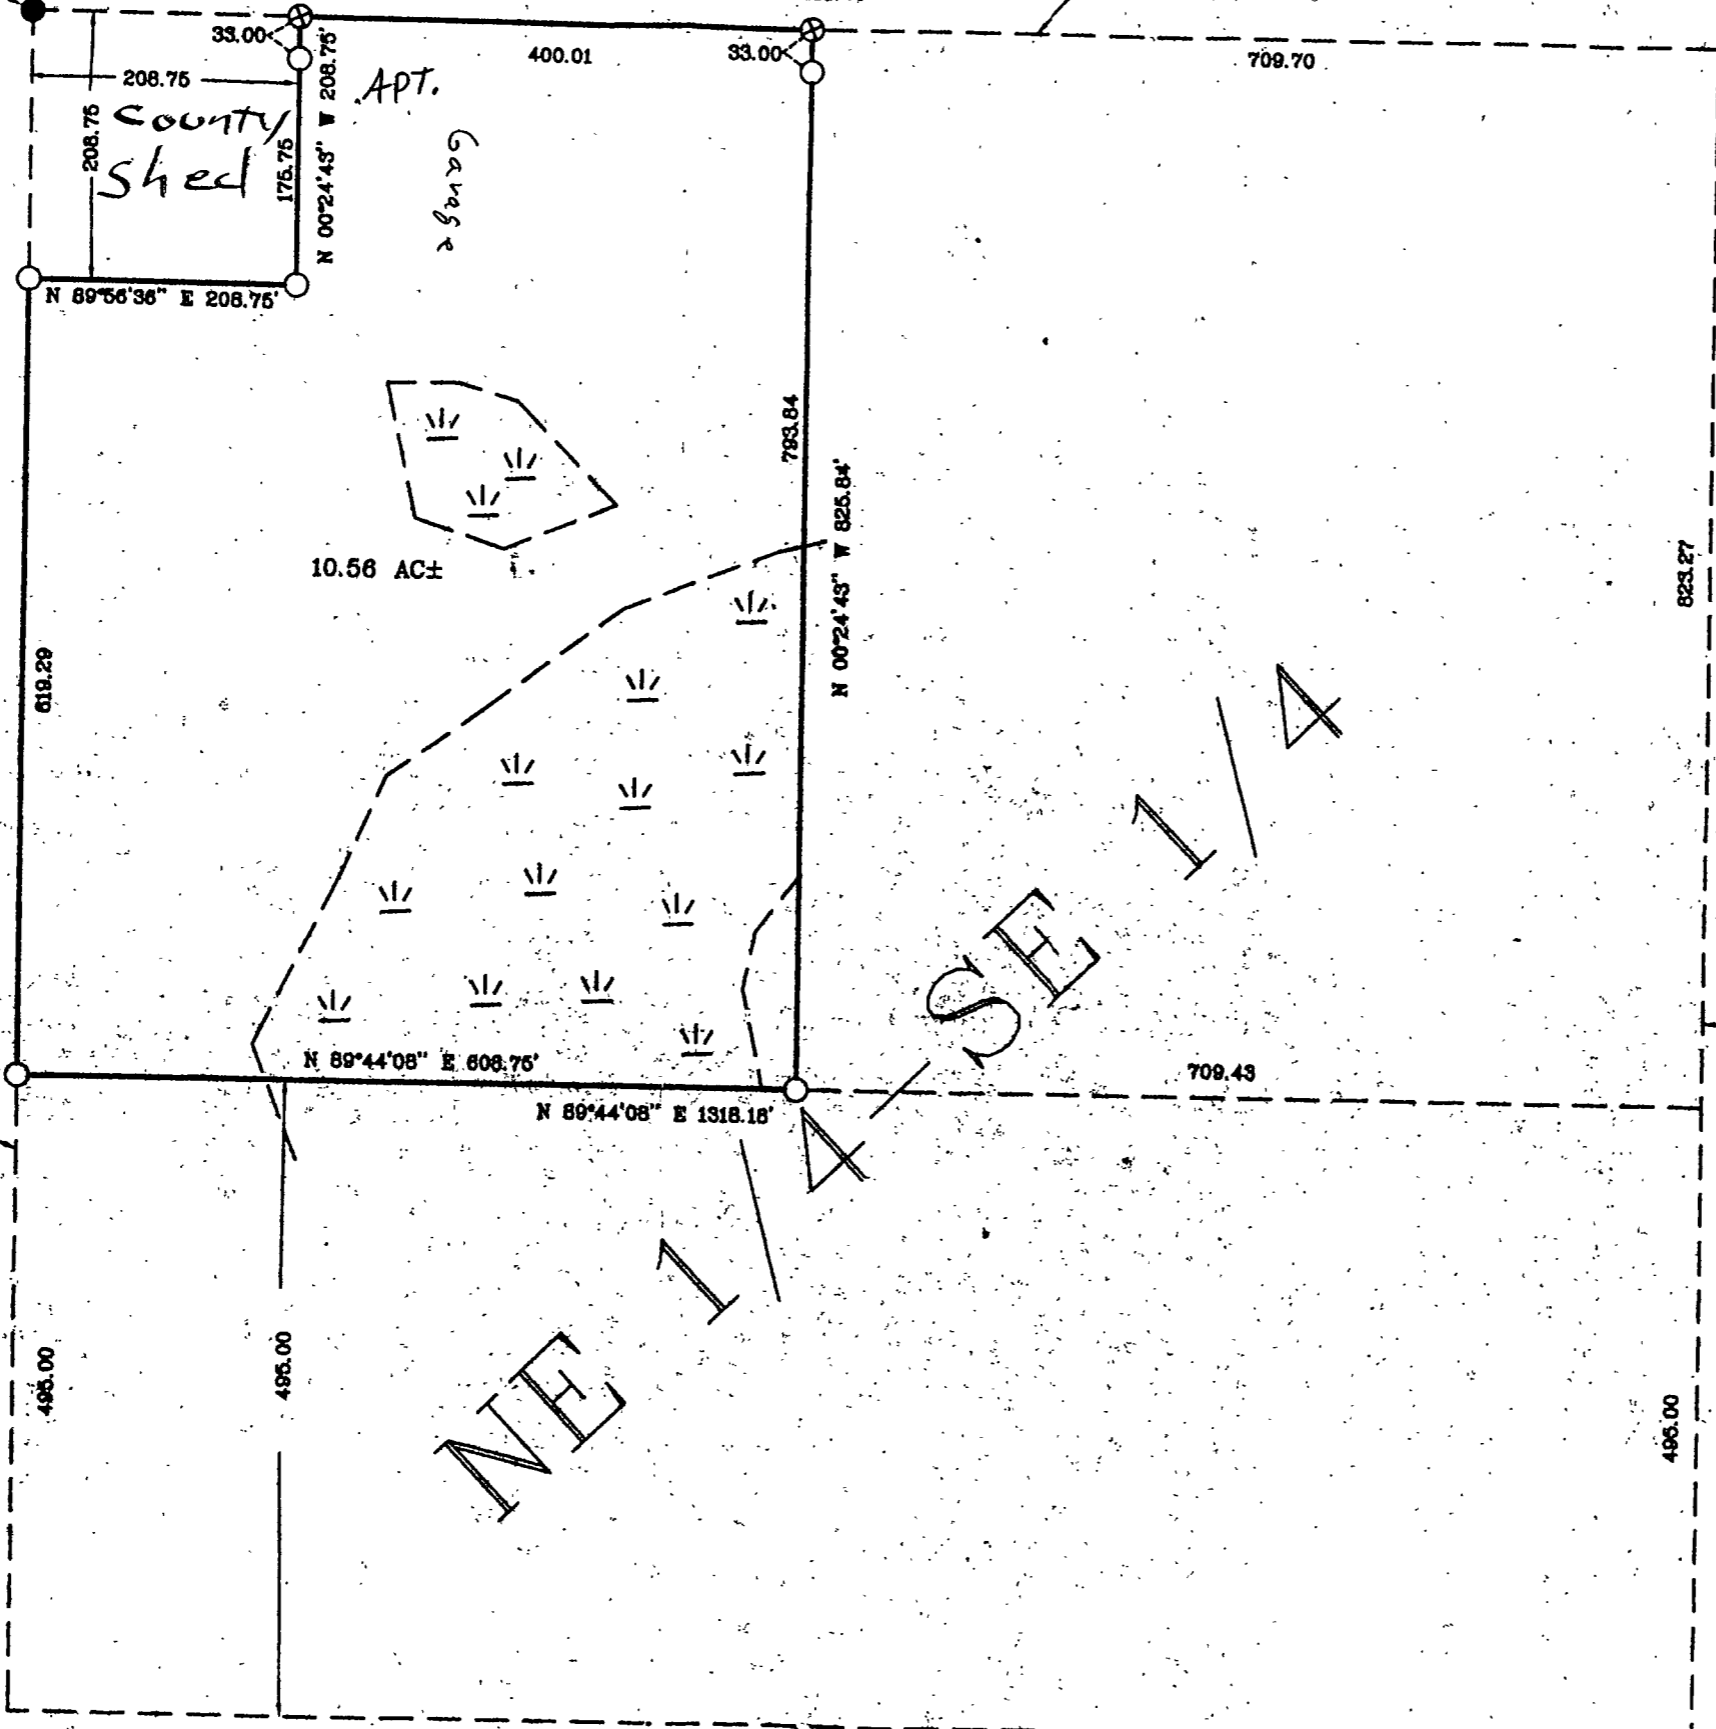 33.00
400.01
33.00
709.70
208.75
208.75
County
Shed
175.75
N 00°24'43" W 208.75'
APT.
Garage
N 89°56'36" E 208.75'
793.84
N 00°24'43" W 825.84'
10.56 AC±
823.27
619.29
N 89°44'08" E 608.75'
N 89°44'08" E 1318.18'
709.43
NE 1/4-SE 1/4
495.00
495.00
495.00